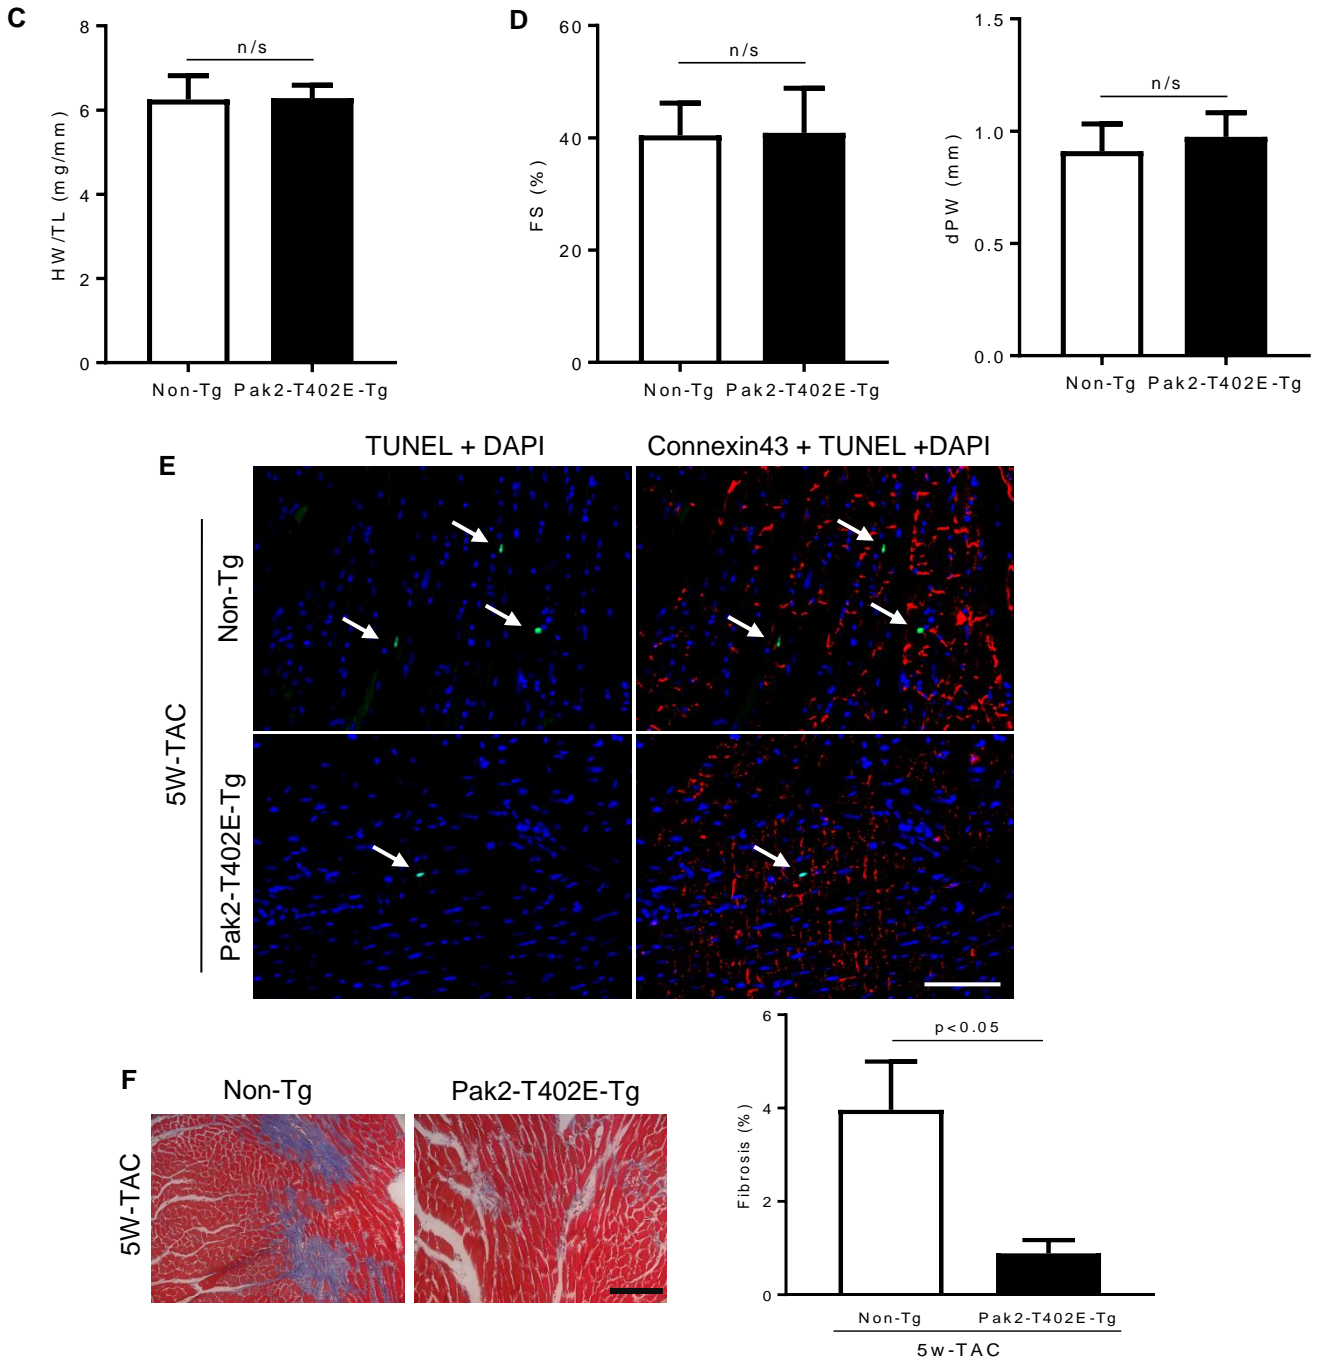 C
8
6
4
2
0
HW/TL (mg/mm)
n/s
Non-Tg Pak2-T402E-Tg
D
60
40
20
0
FS (%)
n/s
Non-Tg Pak2-T402E-Tg
1.5
1.0
0.5
0.0
dPW (mm)
n/s
Non-Tg Pak2-T402E-Tg
E
TUNEL + DAPI
Connexin43 + TUNEL +DAPI
5W-TAC
Non-Tg
Pak2-T402E-Tg
F
Non-Tg
Pak2-T402E-Tg
5W-TAC
6
4
2
0
Fibrosis (%)
p<0.05
Non-Tg Pak2-T402E-Tg
5w-TAC